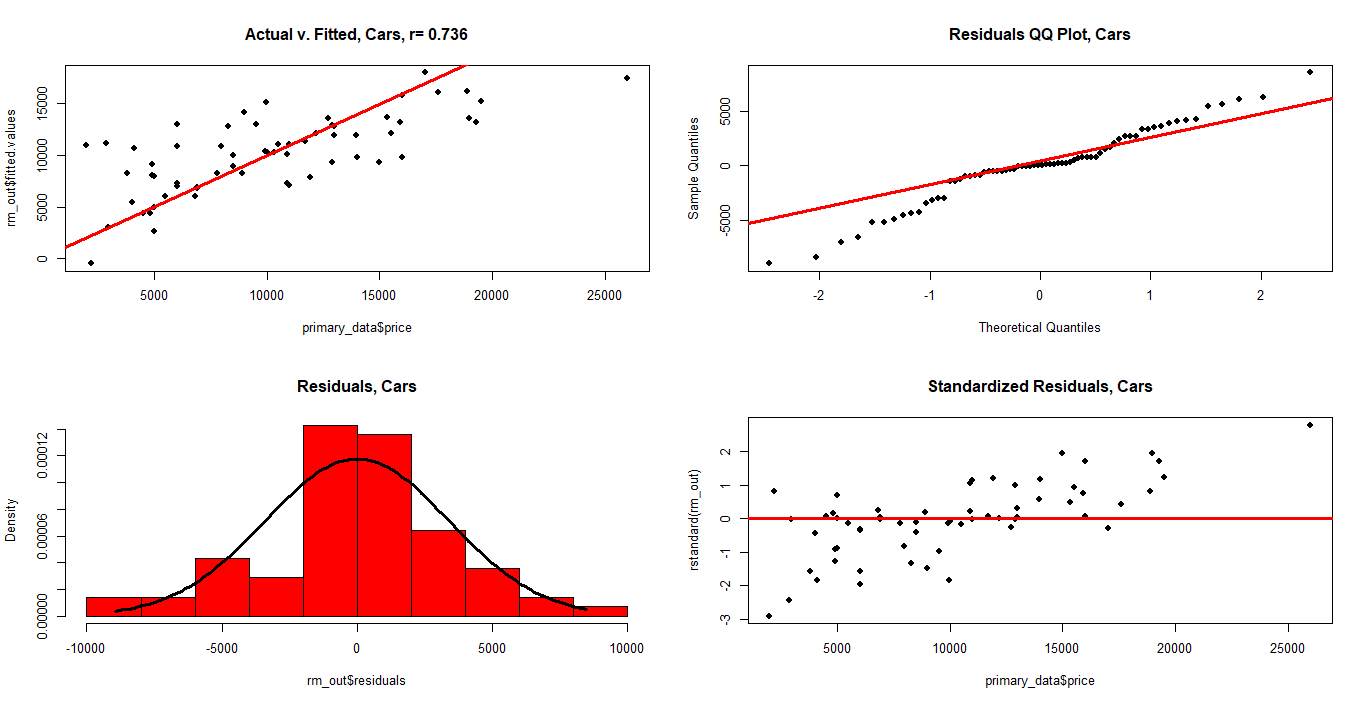 Actual v. Fitted, Cars, r= 0.736
rm_out$fitted.values
15000
10000
5000
0
5000 10000 15000 20000 25000
primary_data$price
Residuals QQ Plot, Cars
Sample Quantiles
5000
0
-5000
-2 -1 0 1 2
Theoretical Quantiles
Residuals, Cars
Density
0.00012
0.00006
0.00000
-10000 -5000 0 5000 10000
rm_out$residuals
Standardized Residuals, Cars
rstandard(rm_out)
2
1
0
-1
-2
-3
5000 10000 15000 20000 25000
primary_data$price